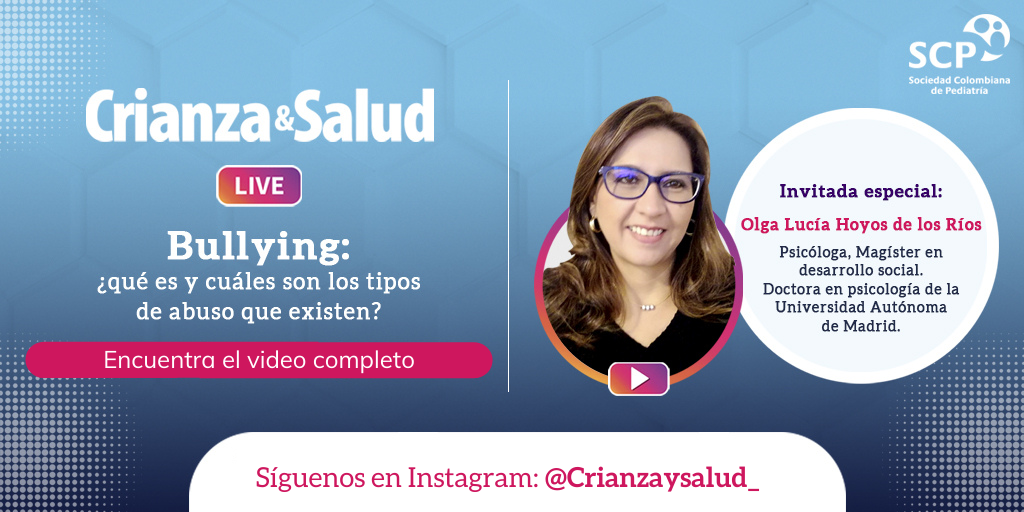 Crianza&Salud
LIVE
Bullying:
¿qué es y cuáles son los tipos
de abuso que existen?
Encuentra el video completo
SCP
Sociedad Colombiana
de Pediatría
Invitada especial:
Olga Lucía Hoyos de los Ríos
Psicóloga, Magíster en
desarrollo social.
Doctora en psicología de la
Universidad Autónoma
de Madrid.
Síguenos en Instagram: @Crianzaysalud_